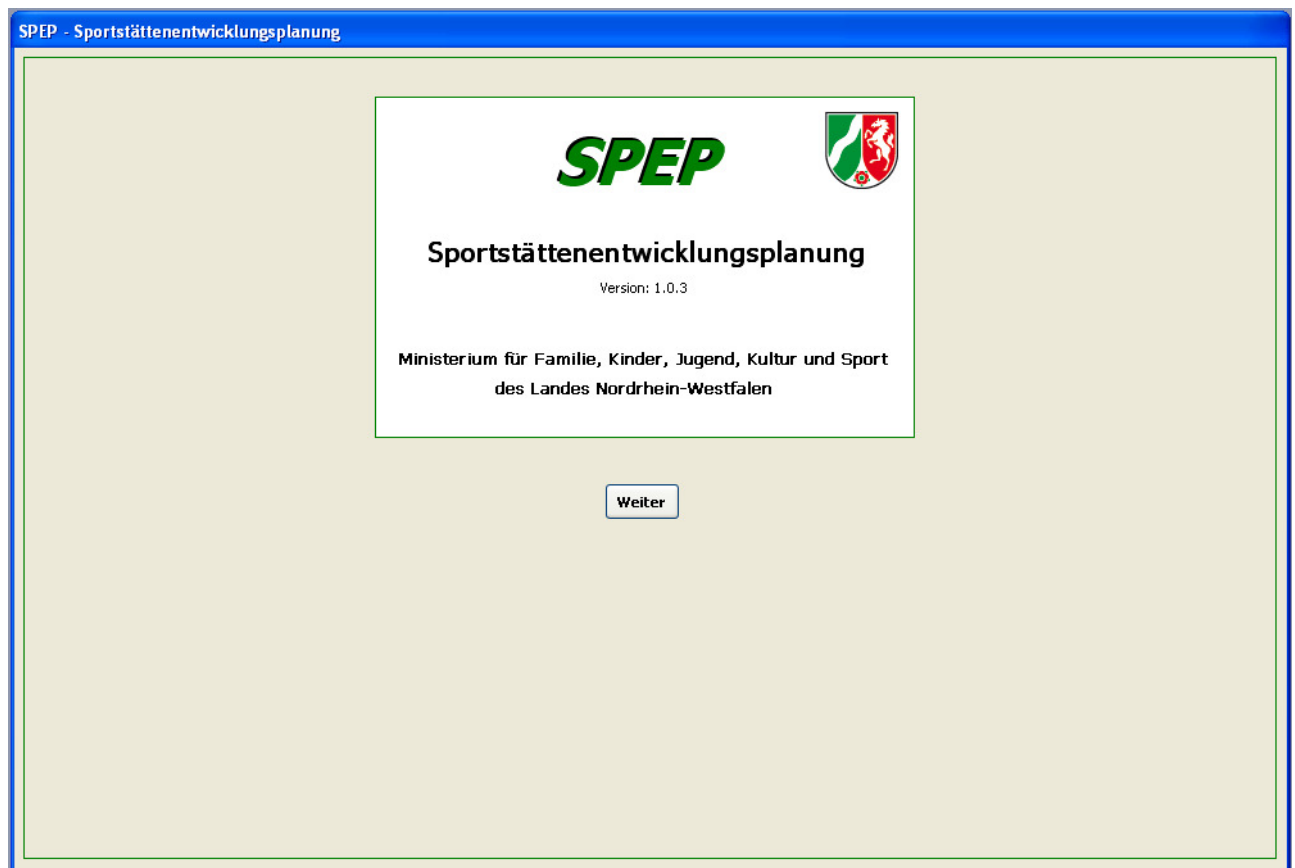 SPEP - Sportstättenentwicklungsplanung
SPEP
Sportstättenentwicklungsplanung
Version: 1.0.3
Ministerium für Familie, Kinder, Jugend, Kultur und Sport
des Landes Nordrhein-Westfalen
Weiter